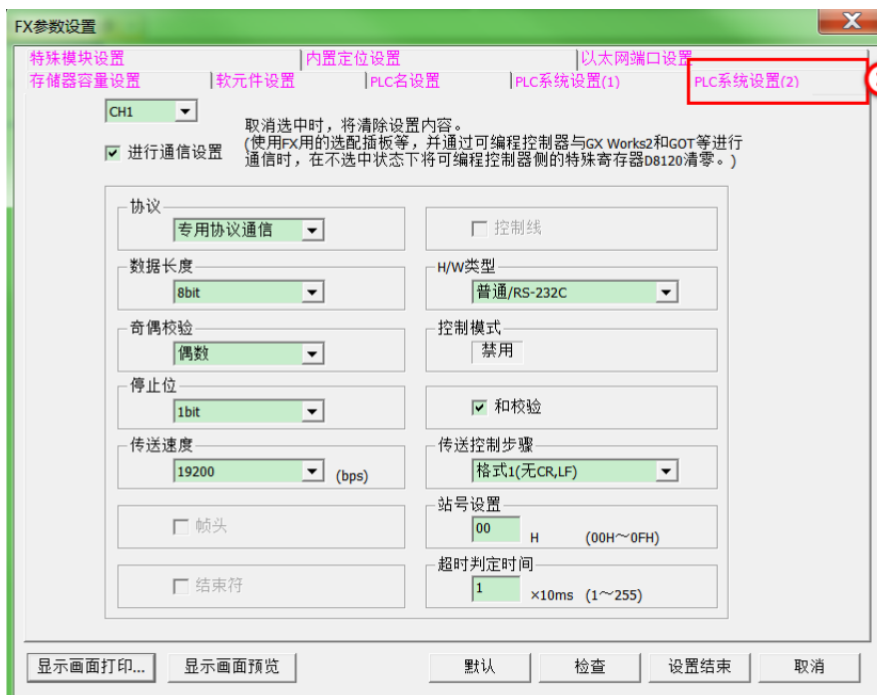 FX参数设置
特殊模块设置 内置定位设置 以太网端口设置
存储器容量设置 软元件设置 PLC名设置 PLC系统设置(1) PLC系统设置(2)
CH1
取消选中时，将清除设置内容。
进行通信设置 (使用FX用的选配插板等，并通过可编程控制器与GX Works2和GOT等进行
通信时，在不选中状态下将可编程控制器侧的特殊寄存器D8120清零。)
协议
专用协议通信 控制线
数据长度 H/W类型
8bit 普通/RS-232C
奇偶校验 控制模式
偶数 禁用
停止位
1bit 和校验
传送速度 传送控制步骤
19200 (bps) 格式1(无CR,LF)
站号设置
帧头 00 H (00H～0FH)
超时判定时间
结束符 1 ×10ms (1～255)
显示画面打印... 显示画面预览 默认 检查 设置结束 取消